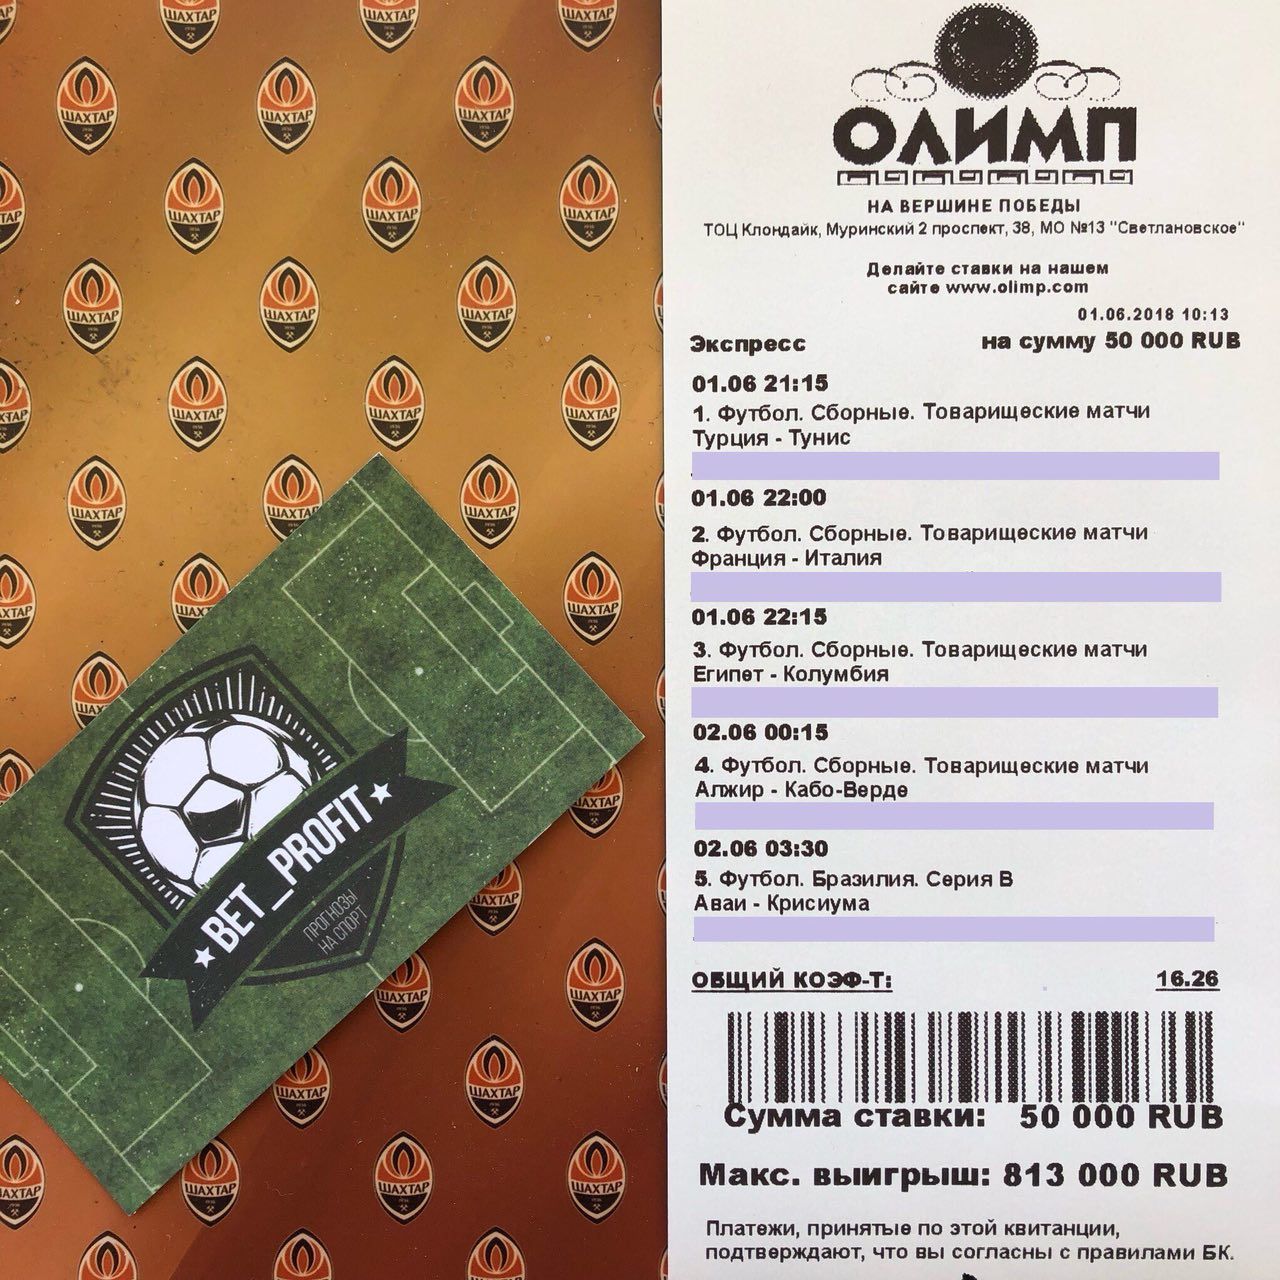 ШАХТАР
1936
BET_PROFIT
ПРОГНОЗЫ
НА СПОРТ
ОЛИМП
НА ВЕРШИНЕ ПОБЕДЫ
ТОЦ Клондайк, Муринский 2 проспект, 38, МО №13 "Светлановское"
Делайте ставки на нашем
сайте www.olimp.com
01.06.2018 10:13
Экспресс на сумму 50 000 RUB
01.06 21:15
1. Футбол. Сборные. Товарищеские матчи
Турция - Тунис
01.06 22:00
2. Футбол. Сборные. Товарищеские матчи
Франция - Италия
01.06 22:15
3. Футбол. Сборные. Товарищеские матчи
Египет - Колумбия
02.06 00:15
4. Футбол. Сборные. Товарищеские матчи
Алжир - Кабо-Верде
02.06 03:30
5. Футбол. Бразилия. Серия B
Аваи - Крисиума
ОБЩИЙ КОЭФ-Т: 16.26
Сумма ставки: 50 000 RUB
Макс. выигрыш: 813 000 RUB
Платежи, принятые по этой квитанции,
подтверждают, что вы согласны с правилами БК.